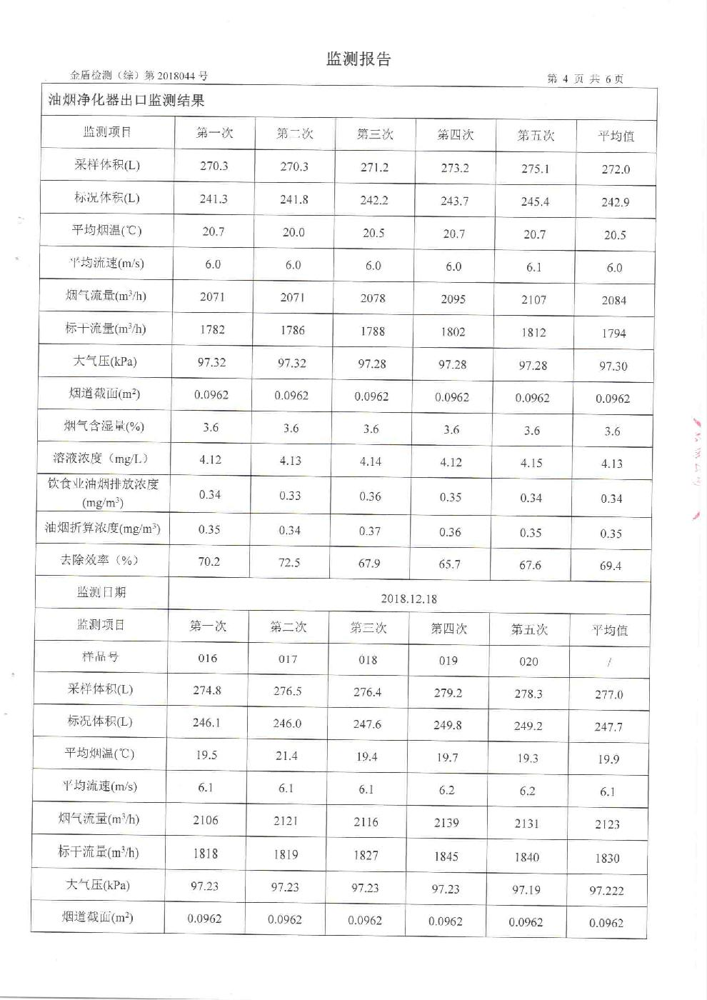 监测报告
金盾检测（综）第 2018044 号
第 4 页 共 6 页
油烟净化器出口监测结果
监测项目 第一次 第二次 第三次 第四次 第五次 平均值
采样体积(L) 270.3 270.3 271.2 273.2 275.1 272.0
标况体积(L) 241.3 241.8 242.2 243.7 245.4 242.9
平均烟温(℃) 20.7 20.0 20.5 20.7 20.7 20.5
平均流速(m/s) 6.0 6.0 6.0 6.0 6.1 6.0
烟气流量(m³/h) 2071 2071 2078 2095 2107 2084
标干流量(m³/h) 1782 1786 1788 1802 1812 1794
大气压(kPa) 97.32 97.32 97.28 97.28 97.28 97.30
烟道截面(m²) 0.0962 0.0962 0.0962 0.0962 0.0962 0.0962
烟气含湿量(%) 3.6 3.6 3.6 3.6 3.6 3.6
溶液浓度（mg/L） 4.12 4.13 4.14 4.12 4.15 4.13
饮食业油烟排放浓度
(mg/m³) 0.34 0.33 0.36 0.35 0.34 0.34
油烟折算浓度(mg/m³) 0.35 0.34 0.37 0.36 0.35 0.35
去除效率（%） 70.2 72.5 67.9 65.7 67.6 69.4
监测日期 2018.12.18
监测项目 第一次 第二次 第三次 第四次 第五次 平均值
样品号 016 017 018 019 020 /
采样体积(L) 274.8 276.5 276.4 279.2 278.3 277.0
标况体积(L) 246.1 246.0 247.6 249.8 249.2 247.7
平均烟温(℃) 19.5 21.4 19.4 19.7 19.3 19.9
平均流速(m/s) 6.1 6.1 6.1 6.2 6.2 6.1
烟气流量(m³/h) 2106 2121 2116 2139 2131 2123
标干流量(m³/h) 1818 1819 1827 1845 1840 1830
大气压(kPa) 97.23 97.23 97.23 97.23 97.19 97.222
烟道截面(m²) 0.0962 0.0962 0.0962 0.0962 0.0962 0.0962